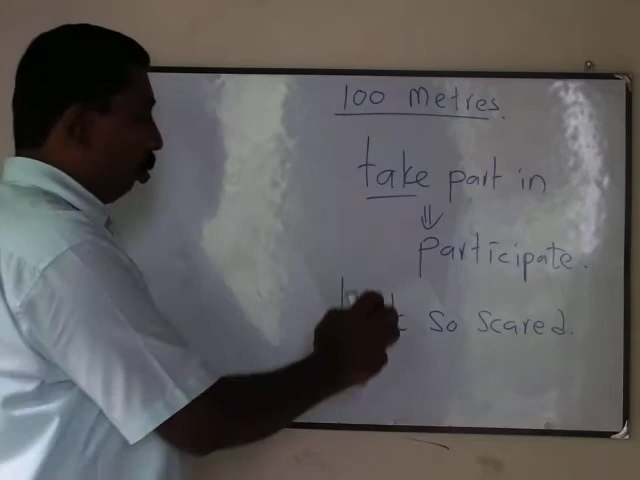 100 Metres.
take part in
participate.
so scared.